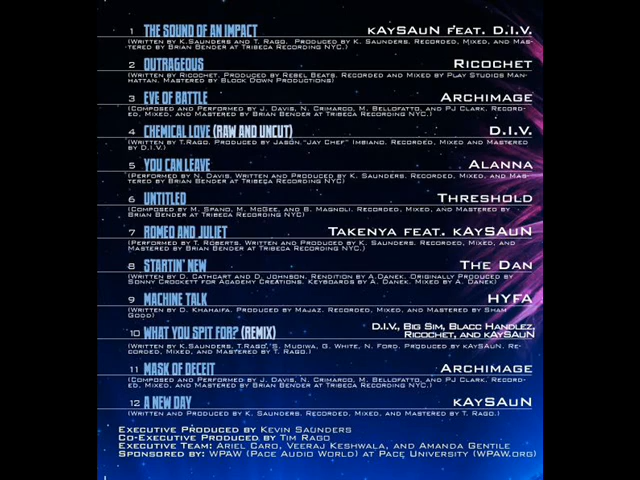 1 THE SOUND OF AN IMPACT kAySAuN feat. D.I.V.
(Written by K.Saunders and T. Rago. Produced by K. Saunders. Recorded, Mixed, and Mas-
tered by Brian Bender at Tribeca Recording NYC.)
2 OUTRAGEOUS Ricochet
(Written by Ricochet. Produced by Rebel Beats. Recorded and Mixed by Play Studios Man-
hattan. Mastered by Block Down Productions)
3 EVE OF BATTLE Archimage
(Composed and Performed by J. Davis, N. Crimarco, M. Bellofatto, and PJ Clark. Record-
ed, Mixed, and Mastered by Brian Bender at Tribeca Recording NYC.)
4 CHEMICAL LOVE (RAW AND UNCUT) D.I.V.
(Written by T.Rago. Produced by Jason "Jay Chef" Imbiano. Recorded, Mixed and Mastered
by D.I.V.)
5 YOU CAN LEAVE Alanna
(Performed by N. Davis, Written and Produced by K. Saunders. Recorded, Mixed, and Mas-
tered by Brian Bender at Tribeca Recording NYC)
6 UNTITLED Threshold
(Composed by M. Spano, M. McGee, and B. Magnoli. Recorded, Mixed, and Mastered by
Brian Bender at Tribeca Recording NYC)
7 ROMEO AND JULIET Takenya feat. kAySAuN
(Performed by T. Roberts. Written and Produced by K. Saunders. Recorded, Mixed, and
Mastered by Brian Bender at Tribeca Recording NYC.)
8 STARTIN' NEW The Dan
(Written by D. Cathcart and D. Johnson. Rendition by A.Danek. Originally Produced by
Sonny Crockett for Academy Creations. Keyboards by A. Danek. Mixed by A. Danek)
9 MACHINE TALK HYFA
(Written by D. Khahaifa. Produced by Majaz. Recorded, Mixed, and Mastered by Sham
Good)
10 WHAT YOU SPIT FOR? (REMIX) D.I.V., Big Sim, Blacc Handlez,
Ricochet, and kAySAuN
(Written by K.Saunders, T.Rago, S. Mudiwa, G. White, N. Ford. Produced by kAySAuN. Re-
corded, Mixed, and Mastered by T. Rago.)
11 MASK OF DECEIT Archimage
(Composed and Performed by J. Davis, N. Crimarco, M. Bellofatto, and PJ Clark. Record-
ed, Mixed, and Mastered by Brian Bender at Tribeca Recording NYC.)
12 A NEW DAY kAySAuN
(Written and Produced by K. Saunders. Recorded, Mixed, and Mastered by T. Rago.)
Executive Produced by Kevin Saunders
Co-Executive Produced by Tim Rago
Executive Team: Ariel Caro, Veeraj Keshwala, and Amanda Gentile
Sponsored by: WPAW (Pace Audio World) at Pace University (WPAW.org)